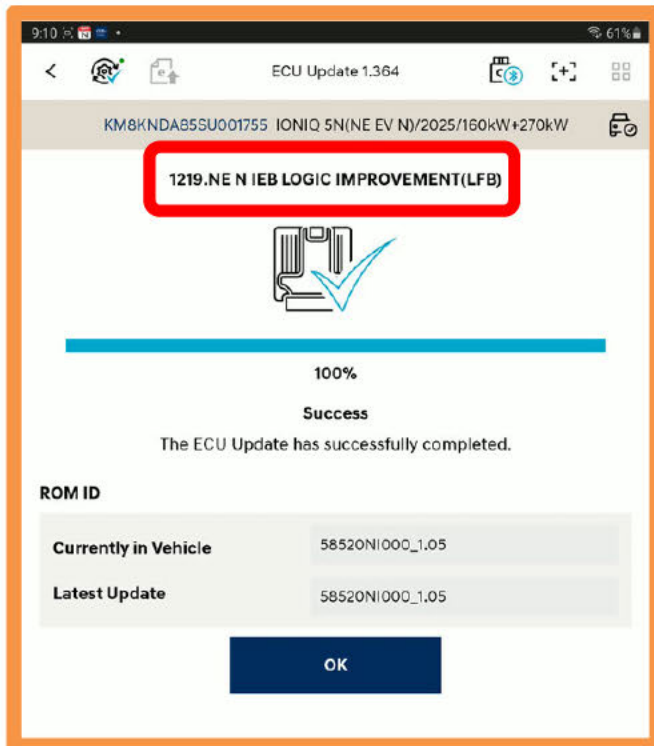 9:10
61%
ECU Update 1.364
KM8KNDA85SU001755 IONIQ 5N(NE EV N)/2025/160kW+270kW
1219.NE N IEB LOGIC IMPROVEMENT(LFB)
100%
Success
The ECU Update has successfully completed.
ROM ID
Currently in Vehicle 58520NI000_1.05
Latest Update 58520NI000_1.05
OK